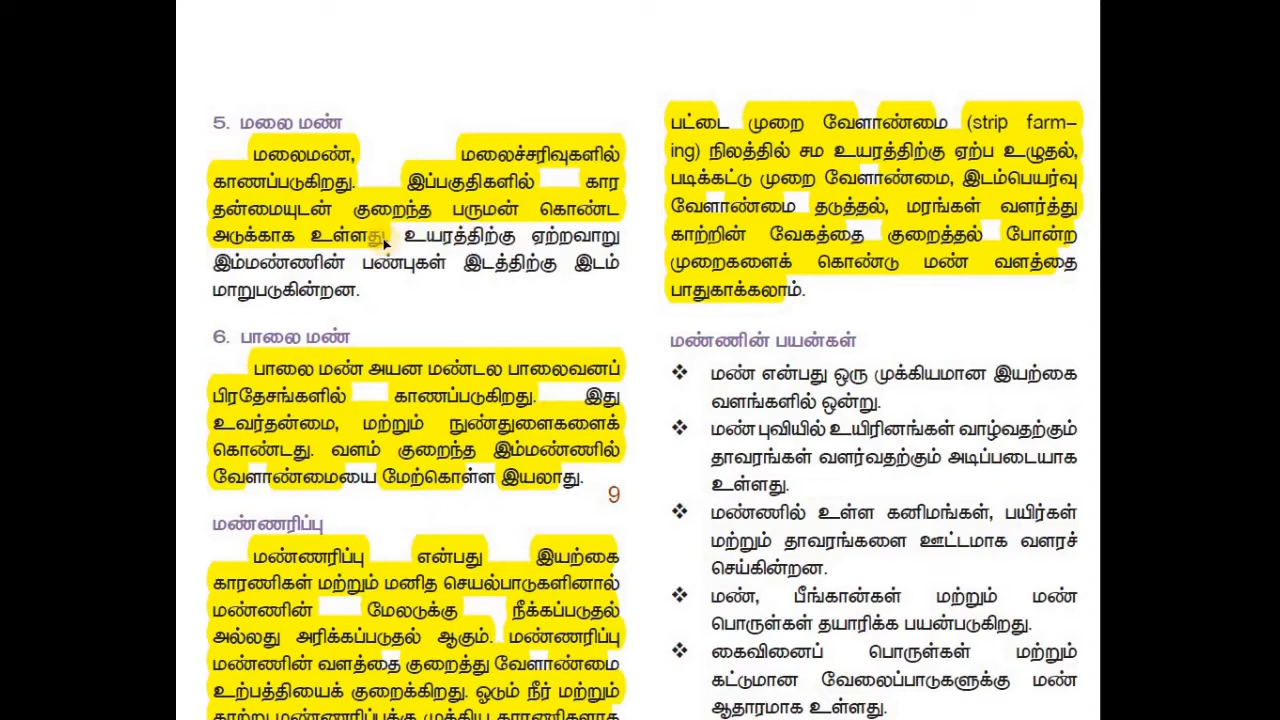 5. மலை மண்
மலைமண், மலைச்சரிவுகளில்
காணப்படுகிறது. இப்பகுதிகளில் கார
தன்மையுடன் குறைந்த பருமன் கொண்ட
அடுக்காக உள்ளது. உயரத்திற்கு ஏற்றவாறு
இம்மண்ணின் பண்புகள் இடத்திற்கு இடம்
மாறுபடுகின்றன.
6. பாலை மண்
பாலை மண் அயன மண்டல பாலைவனப்
பிரதேசங்களில் காணப்படுகிறது. இது
உவர்தன்மை, மற்றும் நுண்துளைகளைக்
கொண்டது. வளம் குறைந்த இம்மண்ணில்
வேளாண்மையை மேற்கொள்ள இயலாது.
9
மண்ணரிப்பு
மண்ணரிப்பு என்பது இயற்கை
காரணிகள் மற்றும் மனித செயல்பாடுகளினால்
மண்ணின் மேலடுக்கு நீக்கப்படுதல்
அல்லது அரிக்கப்படுதல் ஆகும். மண்ணரிப்பு
மண்ணின் வளத்தை குறைத்து வேளாண்மை
உற்பத்தியைக் குறைக்கிறது. ஓடும் நீர் மற்றும்
காற்று மண்ணரிப்புக்கு முக்கிய காரணிகளாக
பட்டை முறை வேளாண்மை (strip farm–
ing) நிலத்தில் சம உயரத்திற்கு ஏற்ப உழுதல்,
படிக்கட்டு முறை வேளாண்மை, இடம்பெயர்வு
வேளாண்மை தடுத்தல், மரங்கள் வளர்த்து
காற்றின் வேகத்தை குறைத்தல் போன்ற
முறைகளைக் கொண்டு மண் வளத்தை
பாதுகாக்கலாம்.
மண்ணின் பயன்கள்
❖ மண் என்பது ஒரு முக்கியமான இயற்கை
வளங்களில் ஒன்று.
❖ மண் புவியில் உயிரினங்கள் வாழ்வதற்கும்
தாவரங்கள் வளர்வதற்கும் அடிப்படையாக
உள்ளது.
❖ மண்ணில் உள்ள கனிமங்கள், பயிர்கள்
மற்றும் தாவரங்களை ஊட்டமாக வளரச்
செய்கின்றன.
❖ மண், பீங்கான்கள் மற்றும் மண்
பொருள்கள் தயாரிக்க பயன்படுகிறது.
❖ கைவினைப் பொருள்கள் மற்றும்
கட்டுமான வேலைப்பாடுகளுக்கு மண்
ஆதாரமாக உள்ளது.